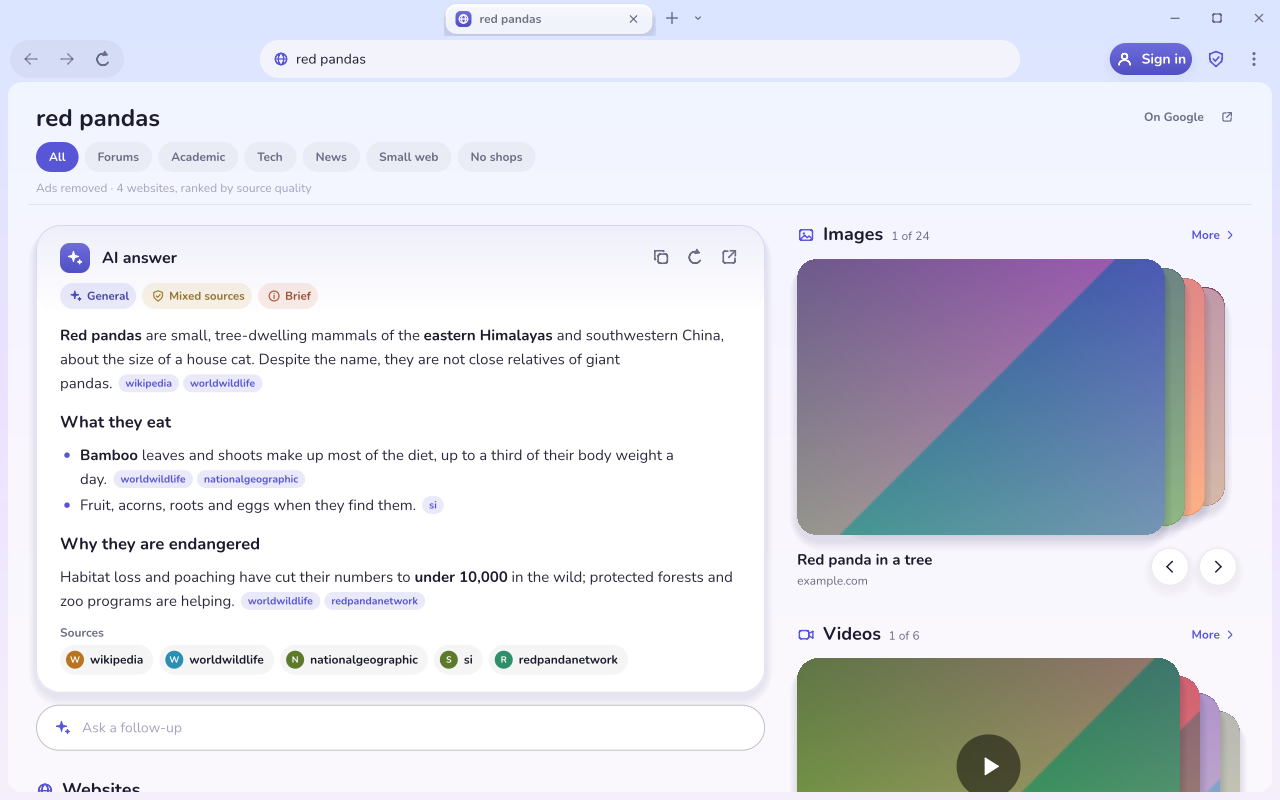 red pandas
red pandas
Sign in
red pandas
On Google
All
Forums
Academic
Tech
News
Small web
No shops
Ads removed · 4 websites, ranked by source quality
AI answer
General
Mixed sources
Brief
Red pandas are small, tree-dwelling mammals of the eastern Himalayas and southwestern China,
about the size of a house cat. Despite the name, they are not close relatives of giant
pandas. wikipedia worldwildlife
What they eat
• Bamboo leaves and shoots make up most of the diet, up to a third of their body weight a
day. worldwildlife nationalgeographic
• Fruit, acorns, roots and eggs when they find them. si
Why they are endangered
Habitat loss and poaching have cut their numbers to under 10,000 in the wild; protected forests and
zoo programs are helping. worldwildlife redpandanetwork
Sources
W wikipedia
W worldwildlife
N nationalgeographic
S si
R redpandanetwork
Ask a follow-up
Websites
Images 1 of 24
More
Red panda in a tree
example.com
Videos 1 of 6
More